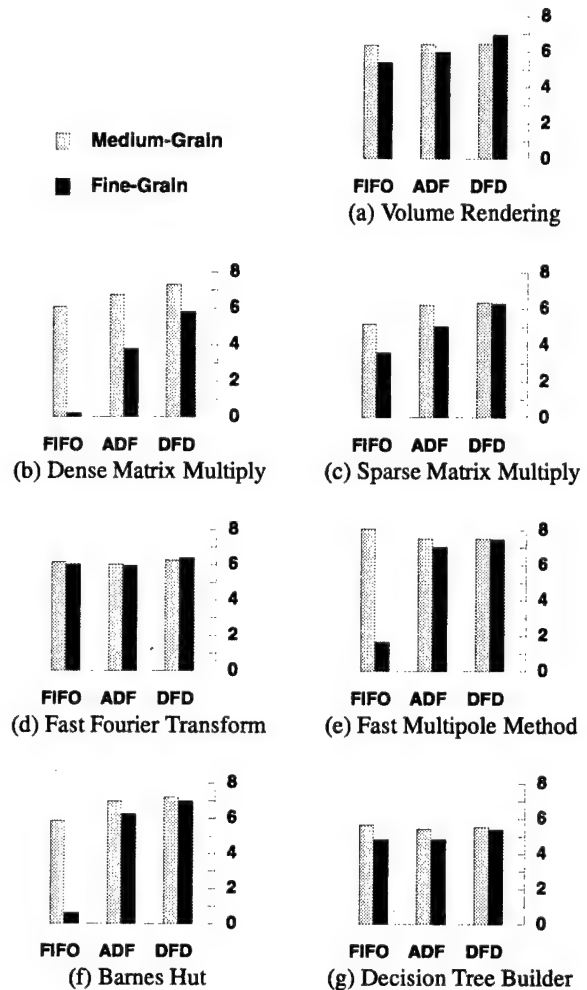 8
6
4
2
0
FIFO ADF DFD
(a) Volume Rendering
Medium-Grain
Fine-Grain
8
6
4
2
0
FIFO ADF DFD
(b) Dense Matrix Multiply
8
6
4
2
0
FIFO ADF DFD
(c) Sparse Matrix Multiply
8
6
4
2
0
FIFO ADF DFD
(d) Fast Fourier Transform
8
6
4
2
0
FIFO ADF DFD
(e) Fast Multipole Method
8
6
4
2
0
FIFO ADF DFD
(f) Barnes Hut
8
6
4
2
0
FIFO ADF DFD
(g) Decision Tree Builder